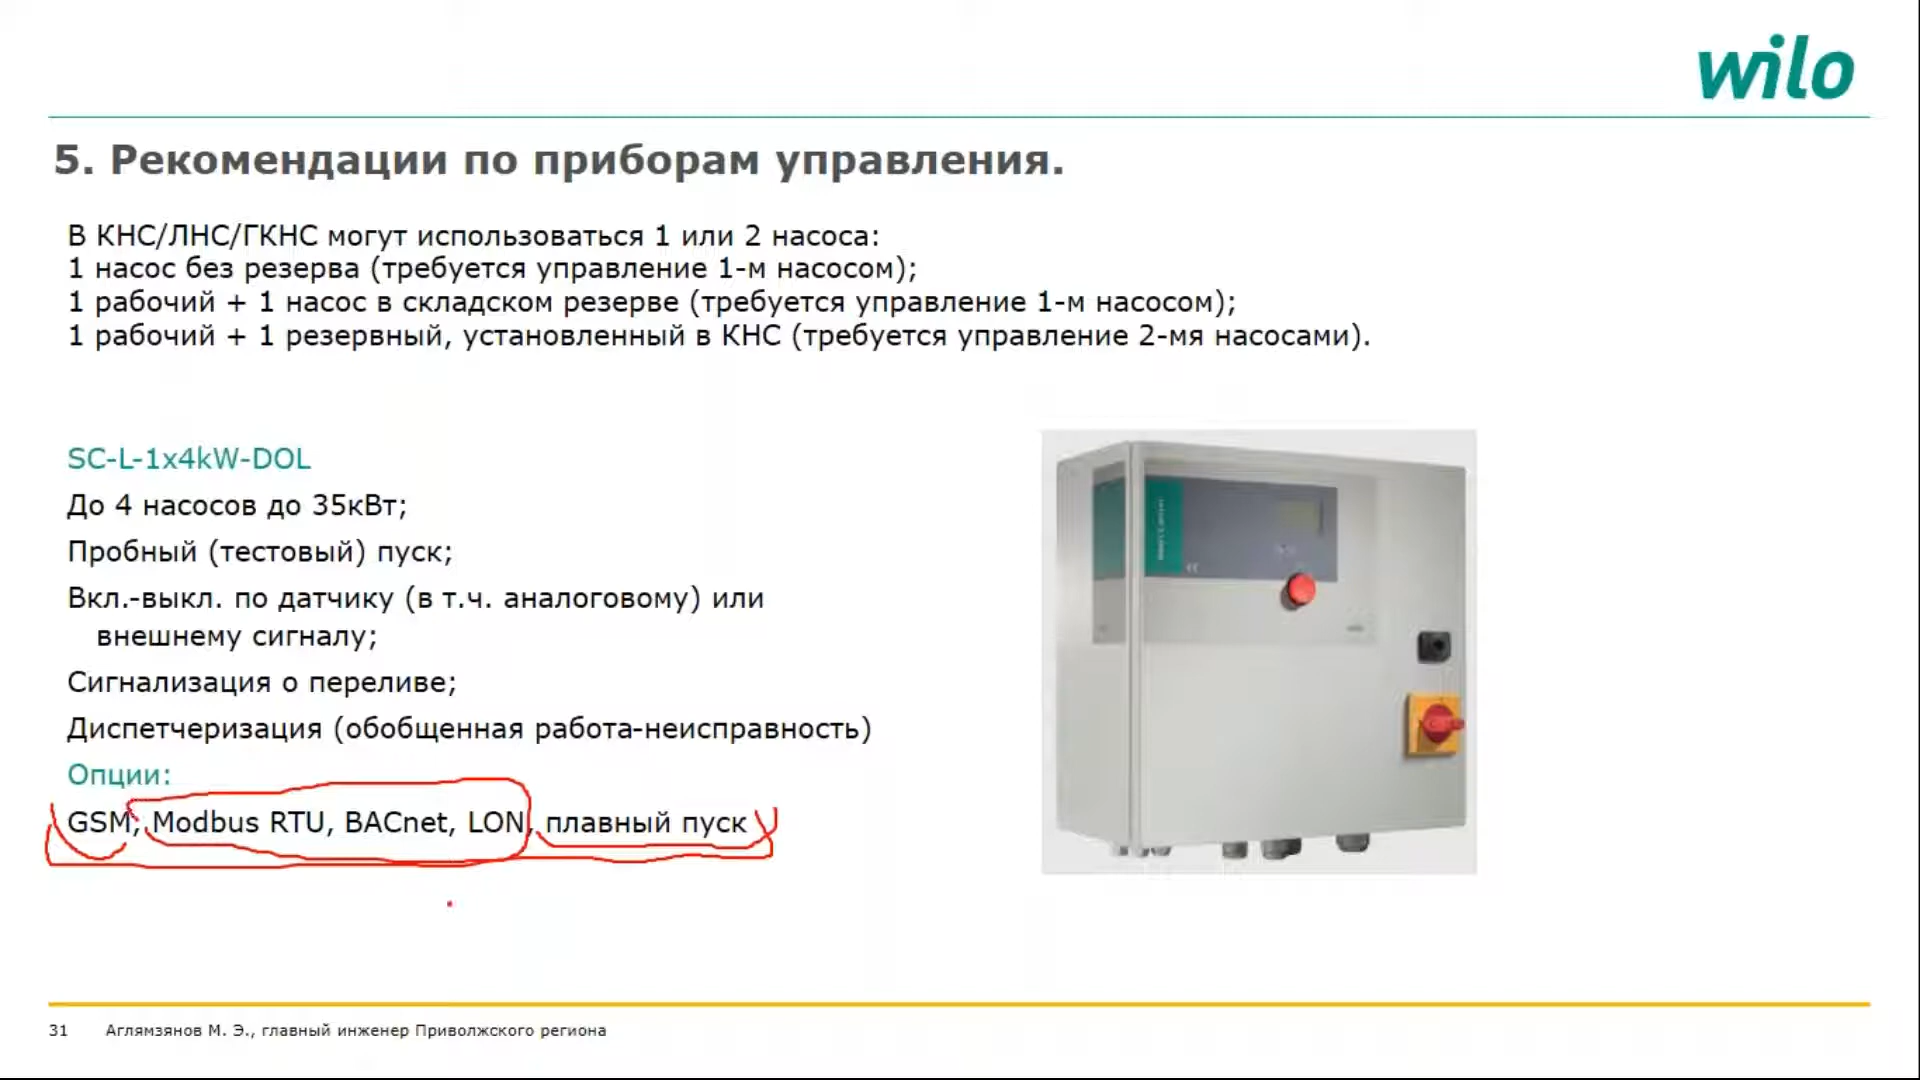 wilo
5. Рекомендации по приборам управления.
В КНС/ЛНС/ГКНС могут использоваться 1 или 2 насоса:
1 насос без резерва (требуется управление 1-м насосом);
1 рабочий + 1 насос в складском резерве (требуется управление 1-м насосом);
1 рабочий + 1 резервный, установленный в КНС (требуется управление 2-мя насосами).
SC-L-1x4kW-DOL
До 4 насосов до 35кВт;
Пробный (тестовый) пуск;
Вкл.-выкл. по датчику (в т.ч. аналоговому) или
внешнему сигналу;
Сигнализация о переливе;
Диспетчеризация (обобщенная работа-неисправность)
Опции:
GSM, Modbus RTU, BACnet, LON, плавный пуск
31 Аглямзянов М. Э., главный инженер Приволжского региона